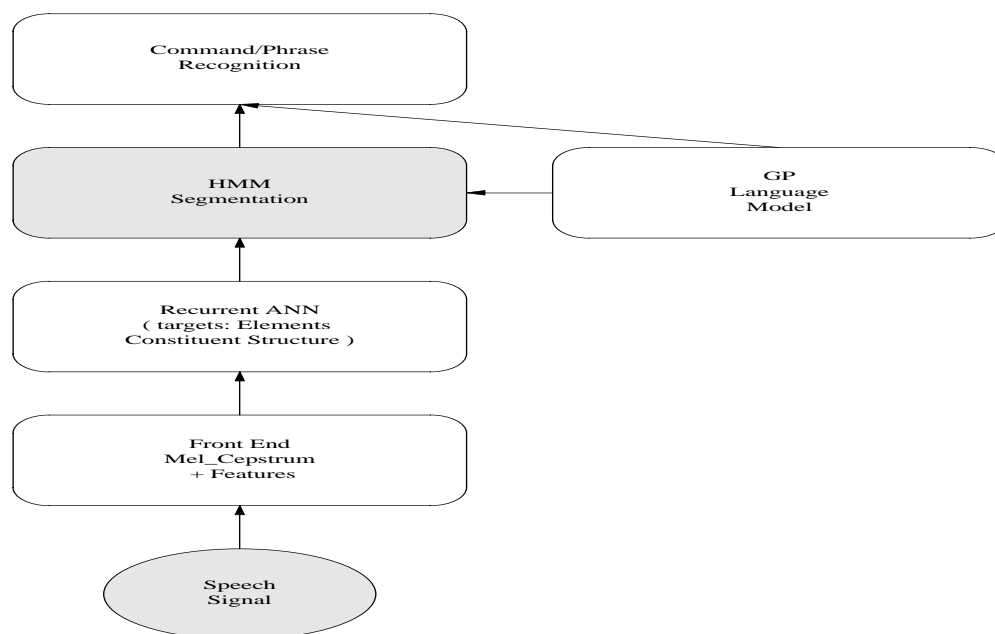 Command/Phrase
Recognition
HMM
Segmentation
GP
Language
Model
Recurrent ANN
( targets: Elements
Constituent Structure )
Front End
Mel_Cepstrum
+ Features
Speech
Signal